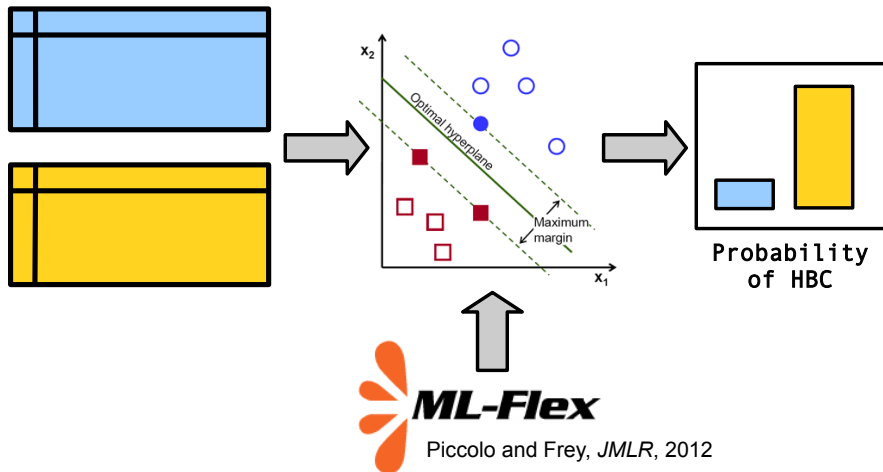 x2
Optimal hyperplane
Maximum
margin
x1
Probability
of HBC
ML-Flex
Piccolo and Frey, JMLR, 2012